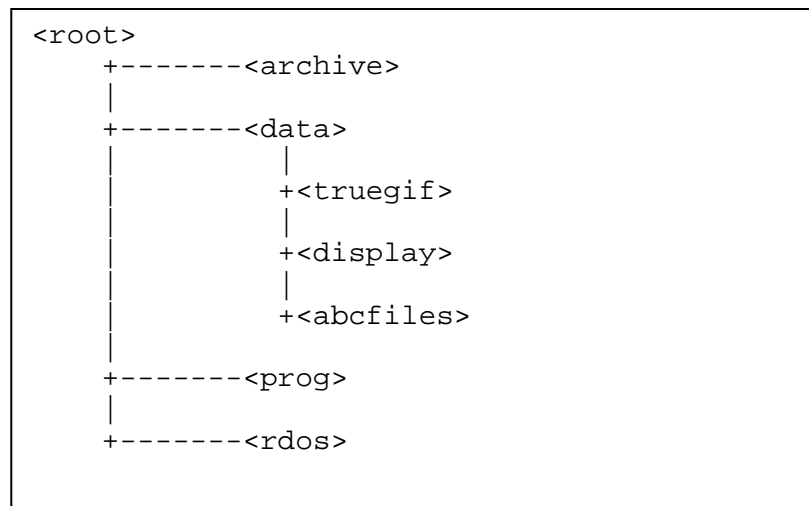 <root>
    +-------<archive>
    |
    +-------<data>
    |          |
    |          +<truegif>
    |          |
    |          +<display>
    |          |
    |          +<abcfiles>
    |
    +-------<prog>
    |
    +-------<rdos>